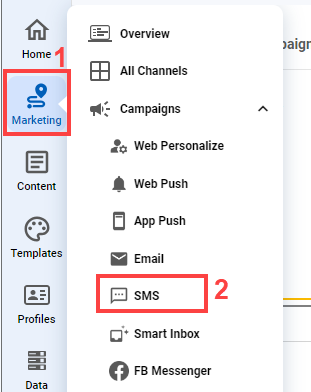 Home
1
Marketing
Content
Templates
Profiles
Data
Overview
All Channels
Campaigns
Web Personalize
Web Push
App Push
Email
SMS
2
Smart Inbox
FB Messenger